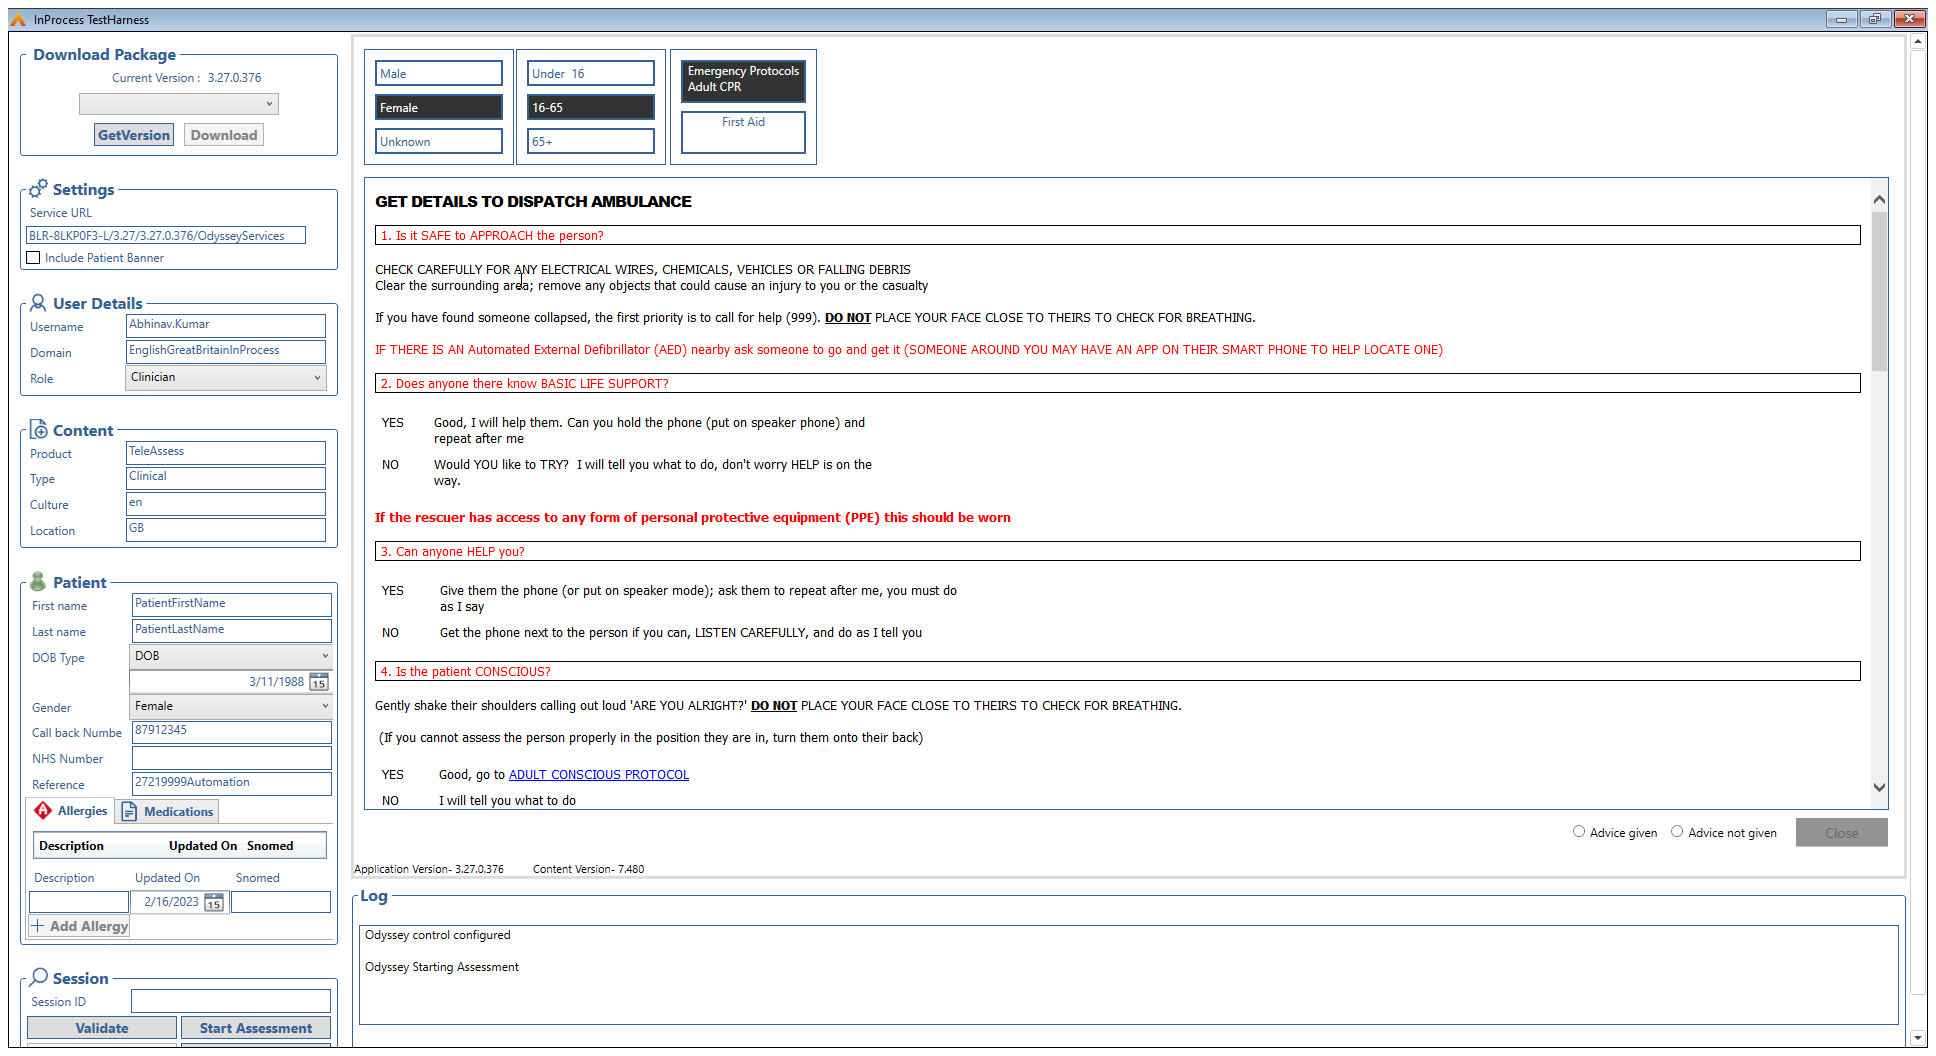 InProcess TestHarness
Download Package
Current Version : 3.27.0.376
GetVersion
Download
Settings
Service URL
BLR-8LKP0F3-L/3.27/3.27.0.376/OdysseyServices
Include Patient Banner
User Details
Username
Abhinav.Kumar
Domain
EnglishGreatBritainInProcess
Role
Clinician
Content
Product
TeleAssess
Type
Clinical
Culture
en
Location
GB
Patient
First name
PatientFirstName
Last name
PatientLastName
DOB Type
DOB
3/11/1988
15
Gender
Female
Call back Numbe
87912345
NHS Number
Reference
27219999Automation
Allergies
Medications
Description Updated On Snomed
Description Updated On Snomed
2/16/2023
15
Add Allergy
Session
Session ID
Validate
Start Assessment
Male
Female
Unknown
Under 16
16-65
65+
Emergency Protocols
Adult CPR
First Aid
GET DETAILS TO DISPATCH AMBULANCE
1. Is it SAFE to APPROACH the person?
CHECK CAREFULLY FOR ANY ELECTRICAL WIRES, CHEMICALS, VEHICLES OR FALLING DEBRIS
Clear the surrounding area; remove any objects that could cause an injury to you or the casualty
If you have found someone collapsed, the first priority is to call for help (999). DO NOT PLACE YOUR FACE CLOSE TO THEIRS TO CHECK FOR BREATHING.
IF THERE IS AN Automated External Defibrillator (AED) nearby ask someone to go and get it (SOMEONE AROUND YOU MAY HAVE AN APP ON THEIR SMART PHONE TO HELP LOCATE ONE)
2. Does anyone there know BASIC LIFE SUPPORT?
YES Good, I will help them. Can you hold the phone (put on speaker phone) and
repeat after me
NO Would YOU like to TRY? I will tell you what to do, don't worry HELP is on the
way.
If the rescuer has access to any form of personal protective equipment (PPE) this should be worn
3. Can anyone HELP you?
YES Give them the phone (or put on speaker mode); ask them to repeat after me, you must do
as I say
NO Get the phone next to the person if you can, LISTEN CAREFULLY, and do as I tell you
4. Is the patient CONSCIOUS?
Gently shake their shoulders calling out loud 'ARE YOU ALRIGHT?' DO NOT PLACE YOUR FACE CLOSE TO THEIRS TO CHECK FOR BREATHING.
(If you cannot assess the person properly in the position they are in, turn them onto their back)
YES Good, go to ADULT CONSCIOUS PROTOCOL
NO I will tell you what to do
Advice given
Advice not given
Close
Application Version- 3.27.0.376 Content Version- 7.480
Log
Odyssey control configured
Odyssey Starting Assessment